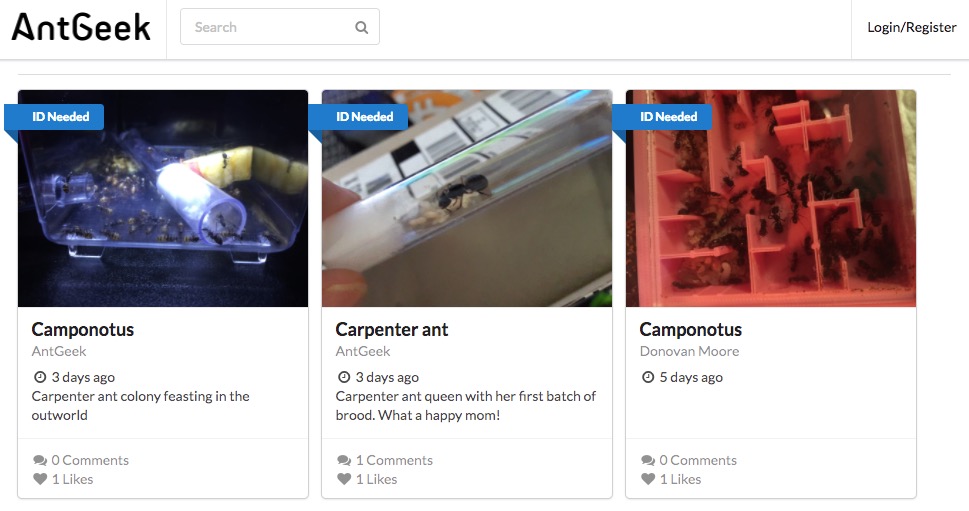 AntGeek
Search
Login/Register
ID Needed
Camponotus
AntGeek
3 days ago
Carpenter ant colony feasting in the
outworld
0 Comments
1 Likes
ID Needed
Carpenter ant
AntGeek
3 days ago
Carpenter ant queen with her first batch of
brood. What a happy mom!
1 Comments
1 Likes
ID Needed
Camponotus
Donovan Moore
5 days ago
0 Comments
1 Likes